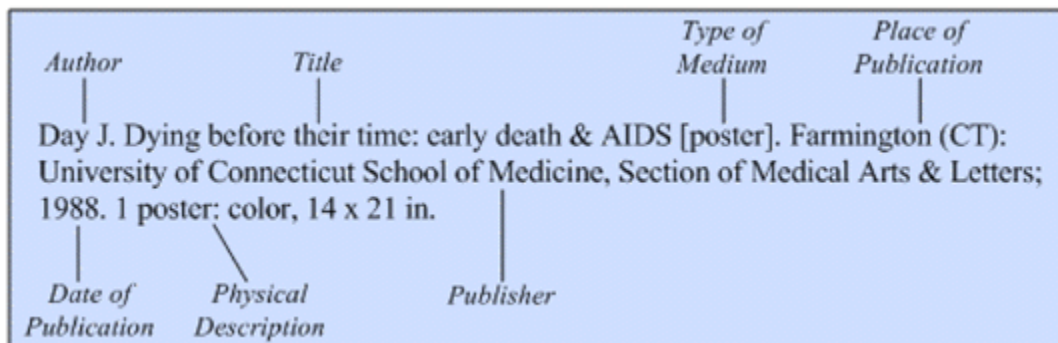 Type of Place of
Author Title Medium Publication
Day J. Dying before their time: early death & AIDS [poster]. Farmington (CT):
University of Connecticut School of Medicine, Section of Medical Arts & Letters;
1988. 1 poster: color, 14 x 21 in.
Date of Physical Publisher
Publication Description